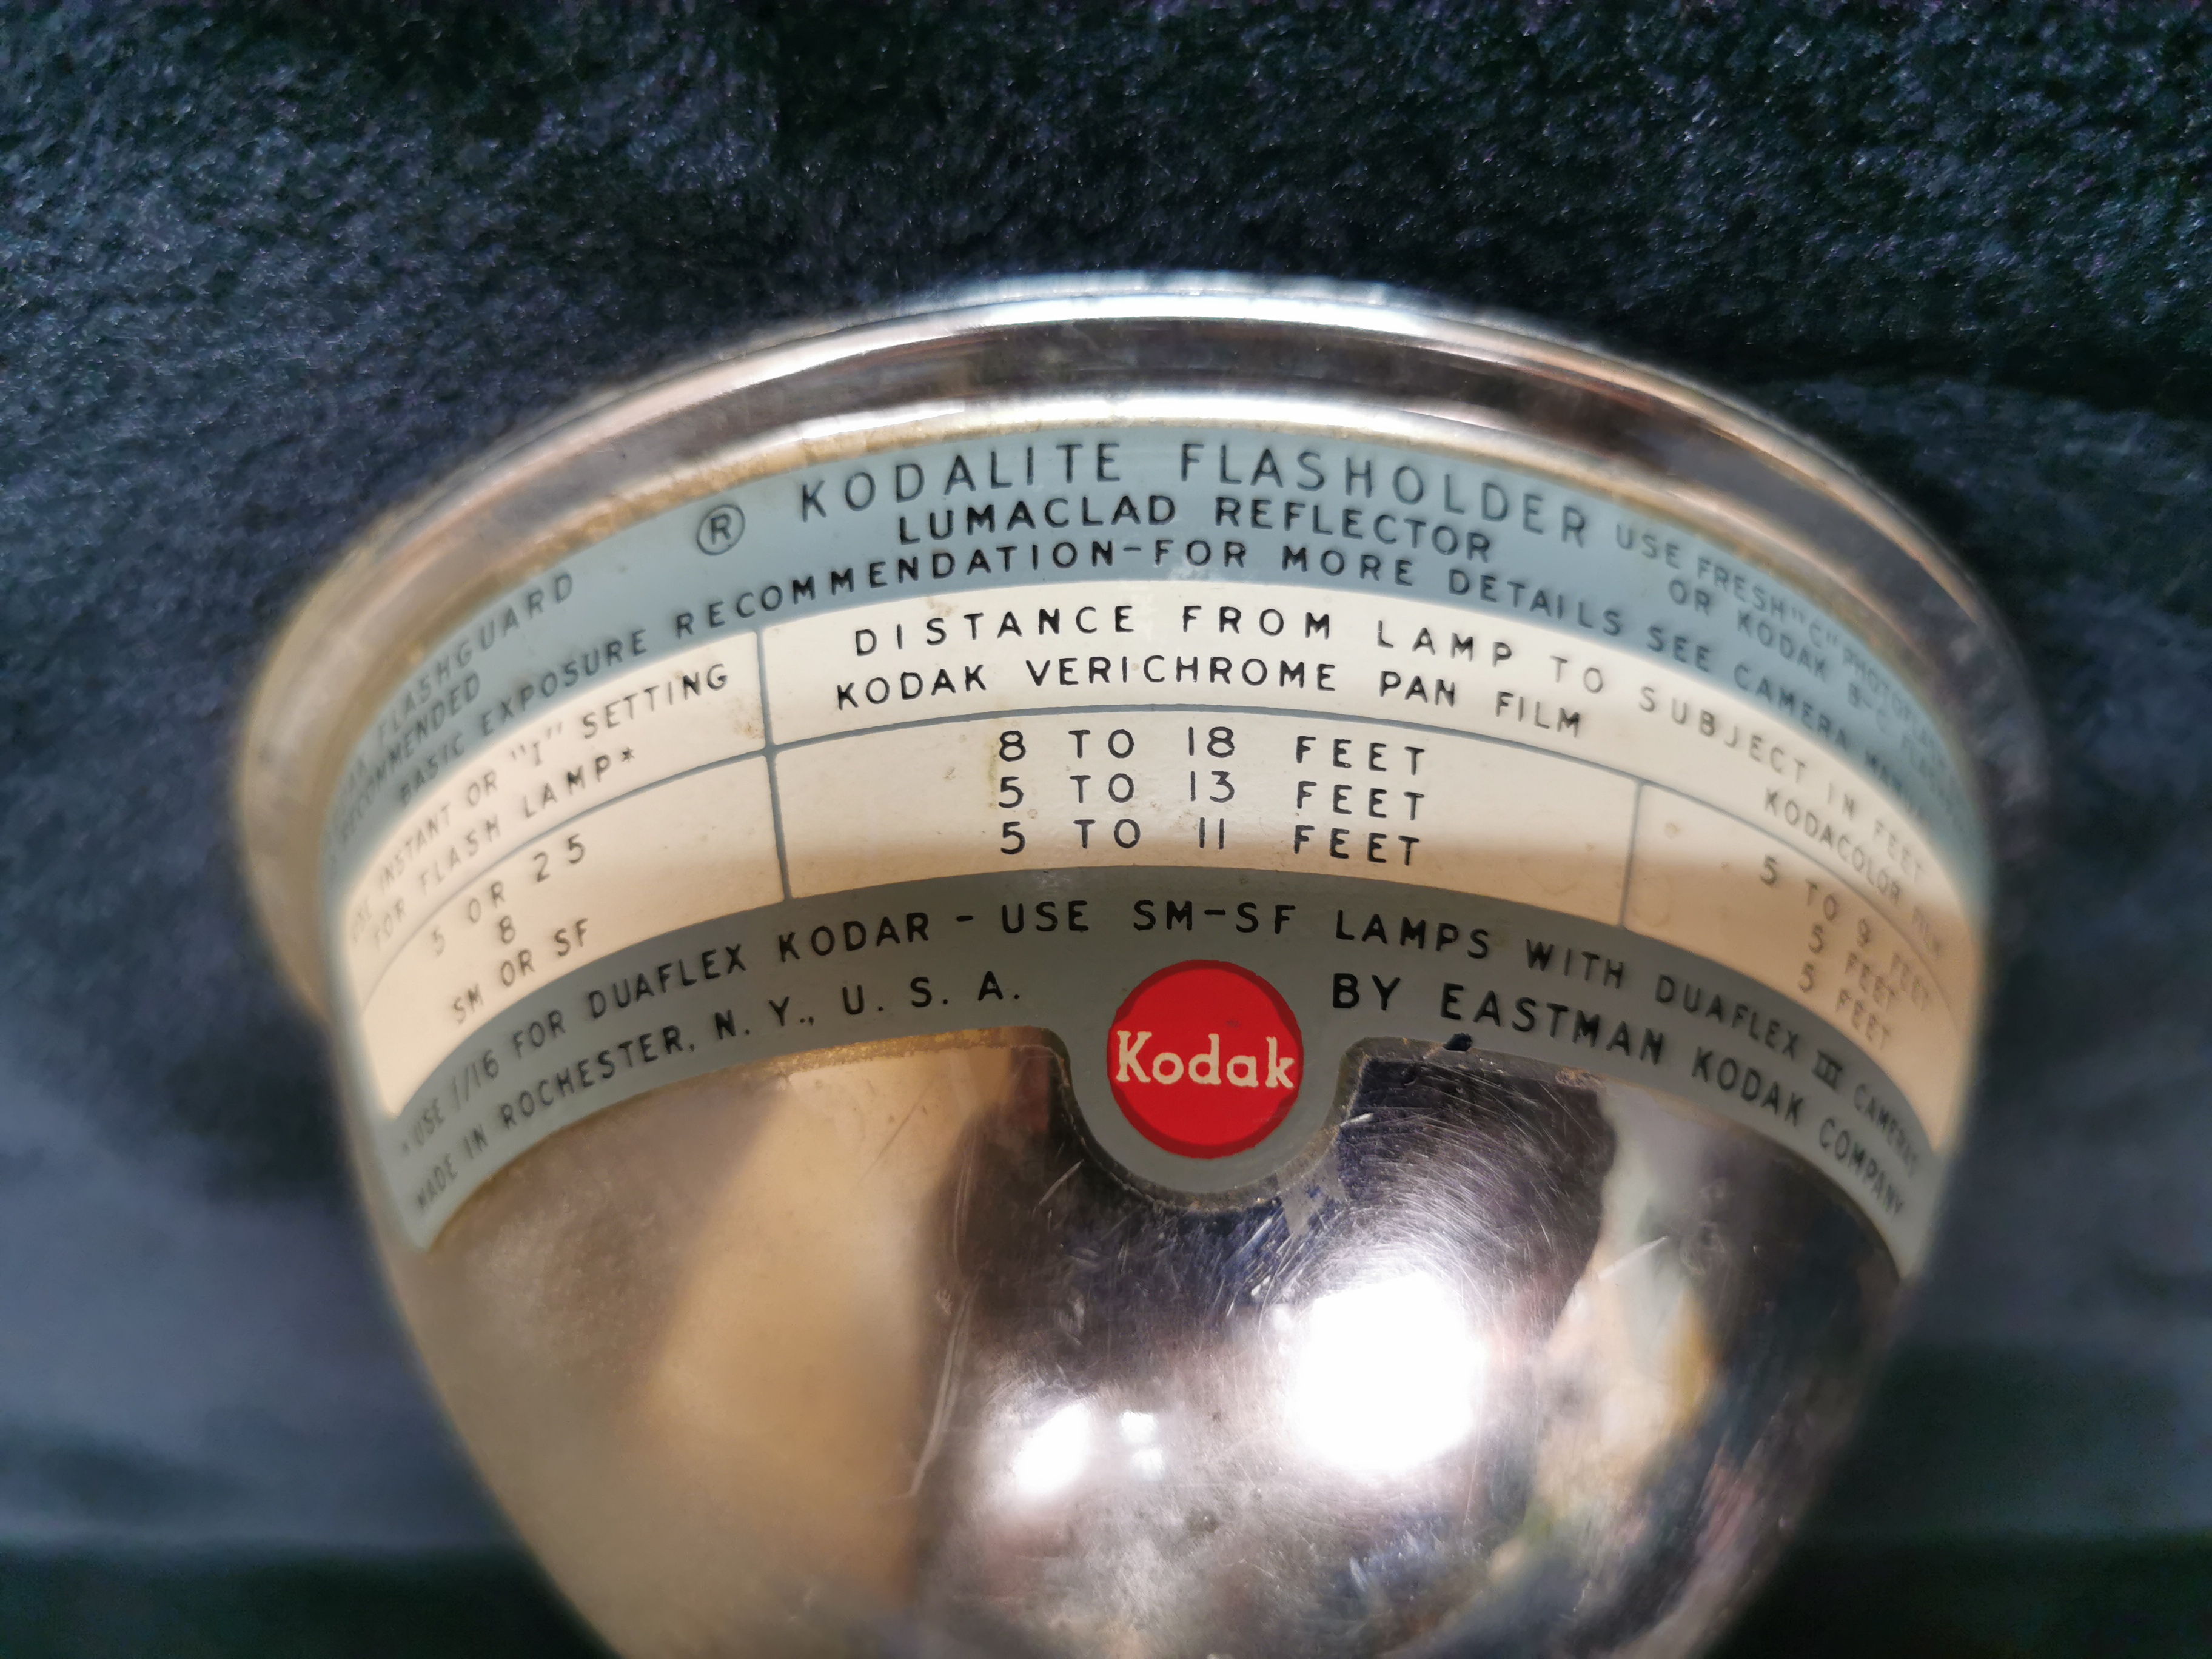 FLASHGUARD
RECOMMENDED
® KODALITE FLASHOLDER
LUMACLAD REFLECTOR
USE FRESH "C" PHOTOFLASH
OR KODAK B-C
BASIC EXPOSURE RECOMMENDATION-FOR MORE DETAILS SEE CAMERA MANUAL
USE INSTANT OR "I" SETTING
FOR FLASH LAMP*
DISTANCE FROM LAMP TO SUBJECT IN FEET
KODAK VERICHROME PAN FILM
KODACOLOR FILM
5 OR 25
8 TO 18 FEET
5 TO 9 FEET
8
5 TO 13 FEET
5 FEET
SM OR SF
5 TO 11 FEET
5 FEET
*USE 1/16 FOR DUAFLEX KODAR - USE SM-SF LAMPS WITH DUAFLEX III CAMERAS
MADE IN ROCHESTER, N. Y., U. S. A.
Kodak
BY EASTMAN KODAK COMPANY